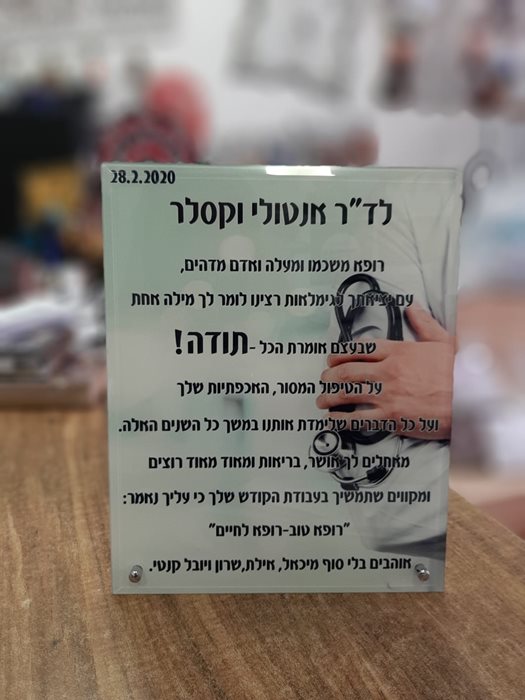 28.2.2020
לד"ר אנטולי וקסלר
רופא משכמו ומעלה ואדם מדהים,
עם יציאתך לגימלאות רצינו לומר לך מילה אחת
שבעצם אומרת הכל - תודה!
על הטיפול המסור, האכפתיות שלך
ועל כל הדברים שלימדת אותנו במשך כל השנים האלה.
מאחלים לך אושר, בריאות ומאוד מאוד רוצים
ומקווים שתמשיך בעבודת הקודש שלך כי עליך נאמר:
"רופא טוב-רופא לחיים"
אוהבים בלי סוף מיכאל, אילת,שרון ויובל קנטי.